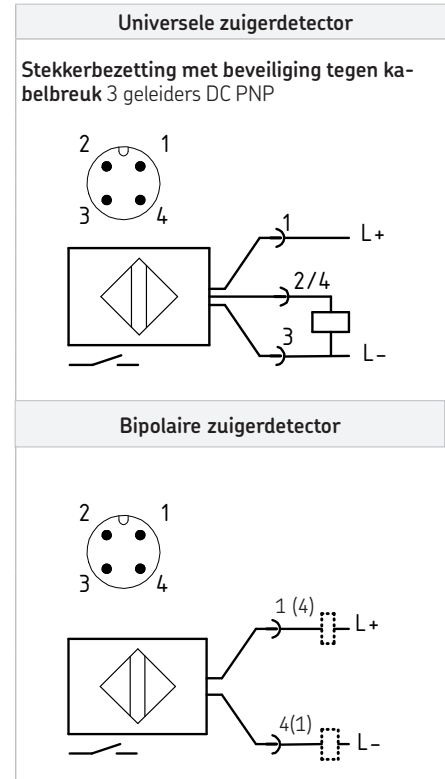 Universele zuigerdetector
Stekkerbezetting met beveiliging tegen ka-
belbreuk 3 geleiders DC PNP
2 1
3 4
1 L+
2/4
3 L-
Bipolaire zuigerdetector
2 1
3 4
1 (4) L+
4(1) L-